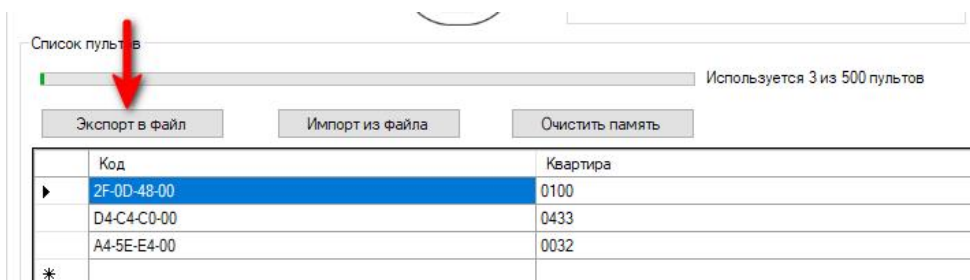 Список пультов
Используется 3 из 500 пультов
Экспорт в файл Импорт из файла Очистить память
Код Квартира
2F-0D-48-00 0100
D4-C4-C0-00 0433
A4-5E-E4-00 0032